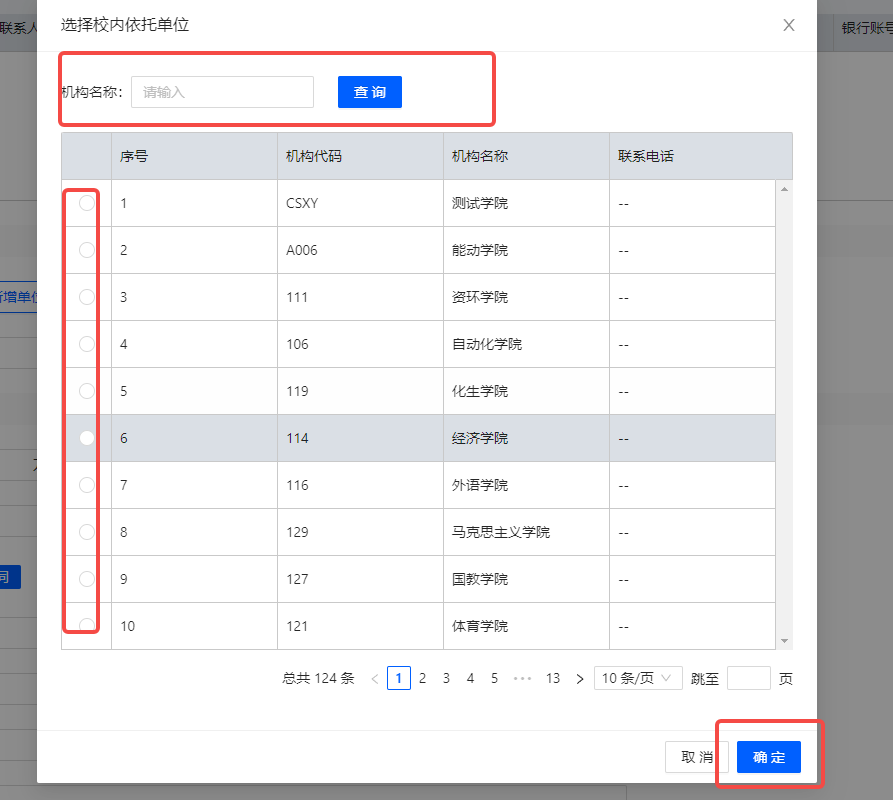 选择校内依托单位
联系人
银行账号
机构名称: 请输入 查 询
序号 机构代码 机构名称 联系电话
1 CSXY 测试学院 --
2 A006 能动学院 --
3 111 资环学院 --
4 106 自动化学院 --
5 119 化生学院 --
6 114 经济学院 --
7 116 外语学院 --
8 129 马克思主义学院 --
9 127 国教学院 --
10 121 体育学院 --
增单位
同
总共 124 条 < 1 2 3 4 5 ••• 13 > 10 条/页 跳至 页
取 消 确 定